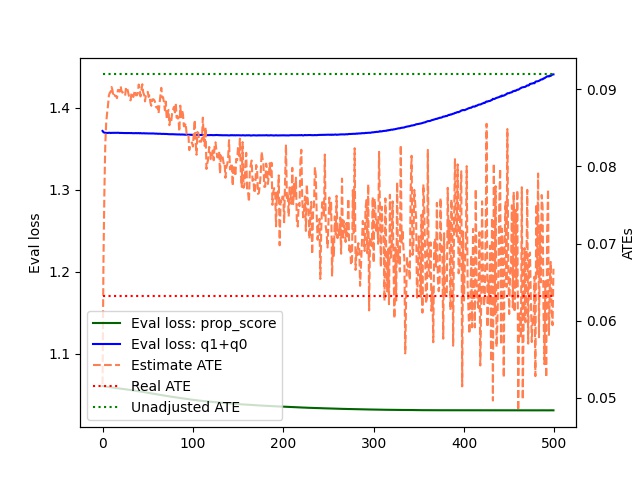 1.4
1.3
1.2
1.1
Eval loss
0.09
0.08
0.07
0.06
0.05
ATEs
Eval loss: prop_score
Eval loss: q1+q0
Estimate ATE
Real ATE
Unadjusted ATE
0 100 200 300 400 500